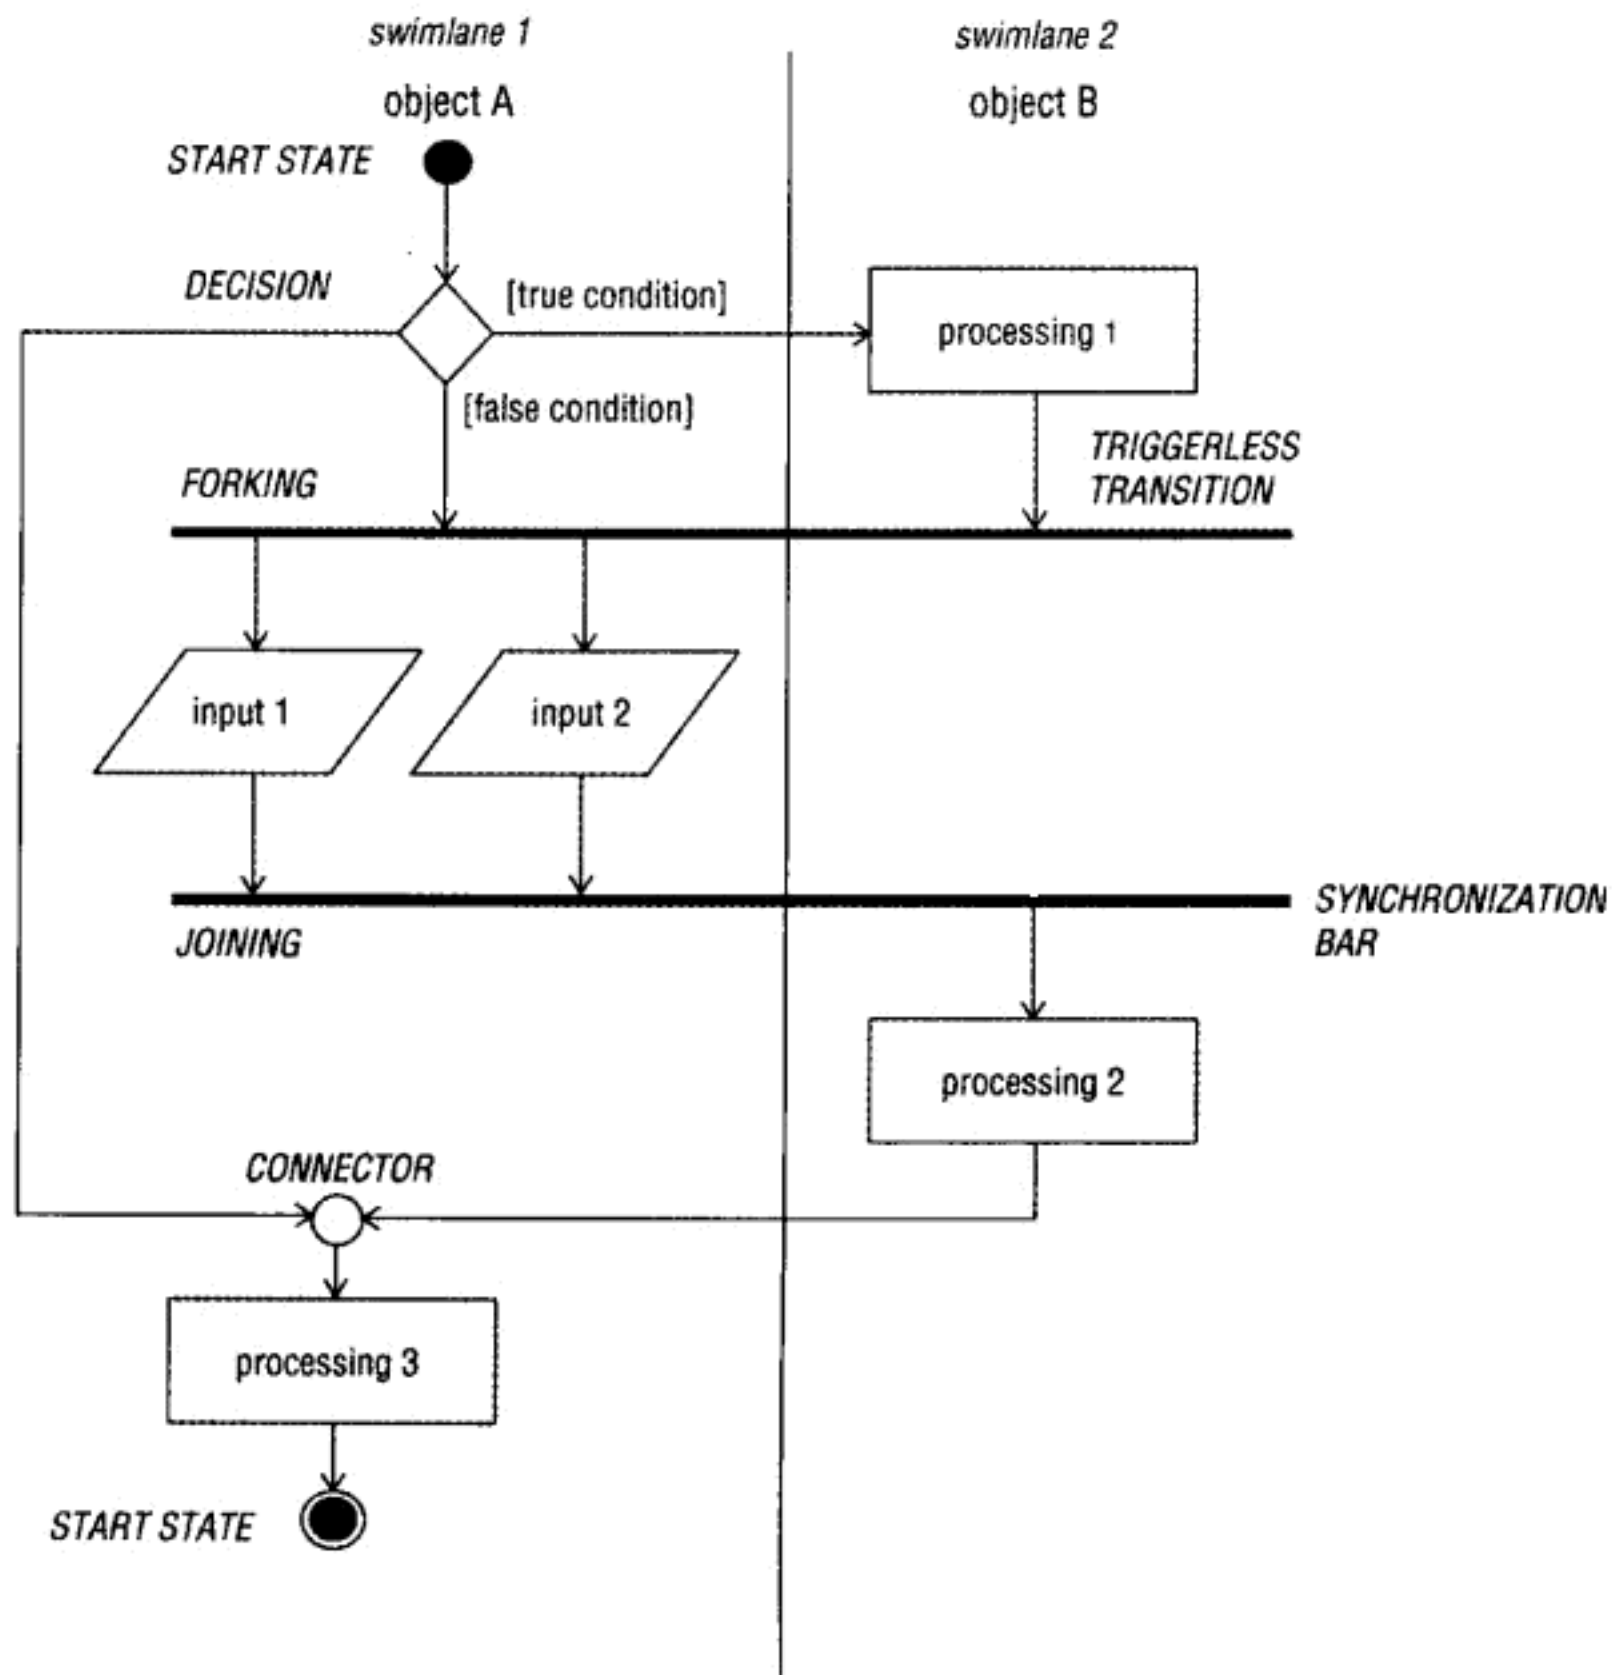 swimlane 1
swimlane 2
object A
object B
START STATE
DECISION
[true condition]
processing 1
[false condition]
TRIGGERLESS
TRANSITION
FORKING
input 1
input 2
SYNCHRONIZATION
BAR
JOINING
processing 2
CONNECTOR
processing 3
START STATE